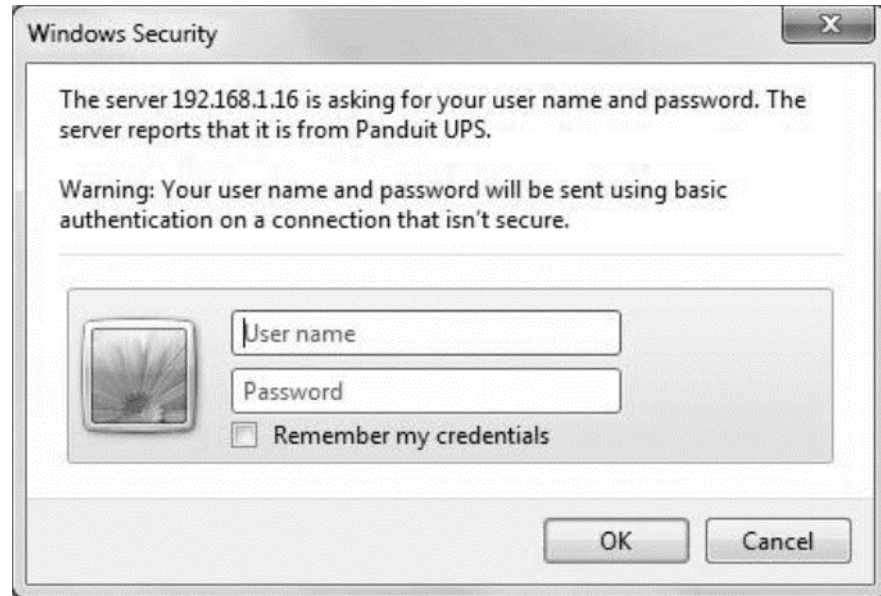 Windows Security
The server 192.168.1.16 is asking for your user name and password. The
server reports that it is from Panduit UPS.
Warning: Your user name and password will be sent using basic
authentication on a connection that isn't secure.
User name
Password
Remember my credentials
OK
Cancel